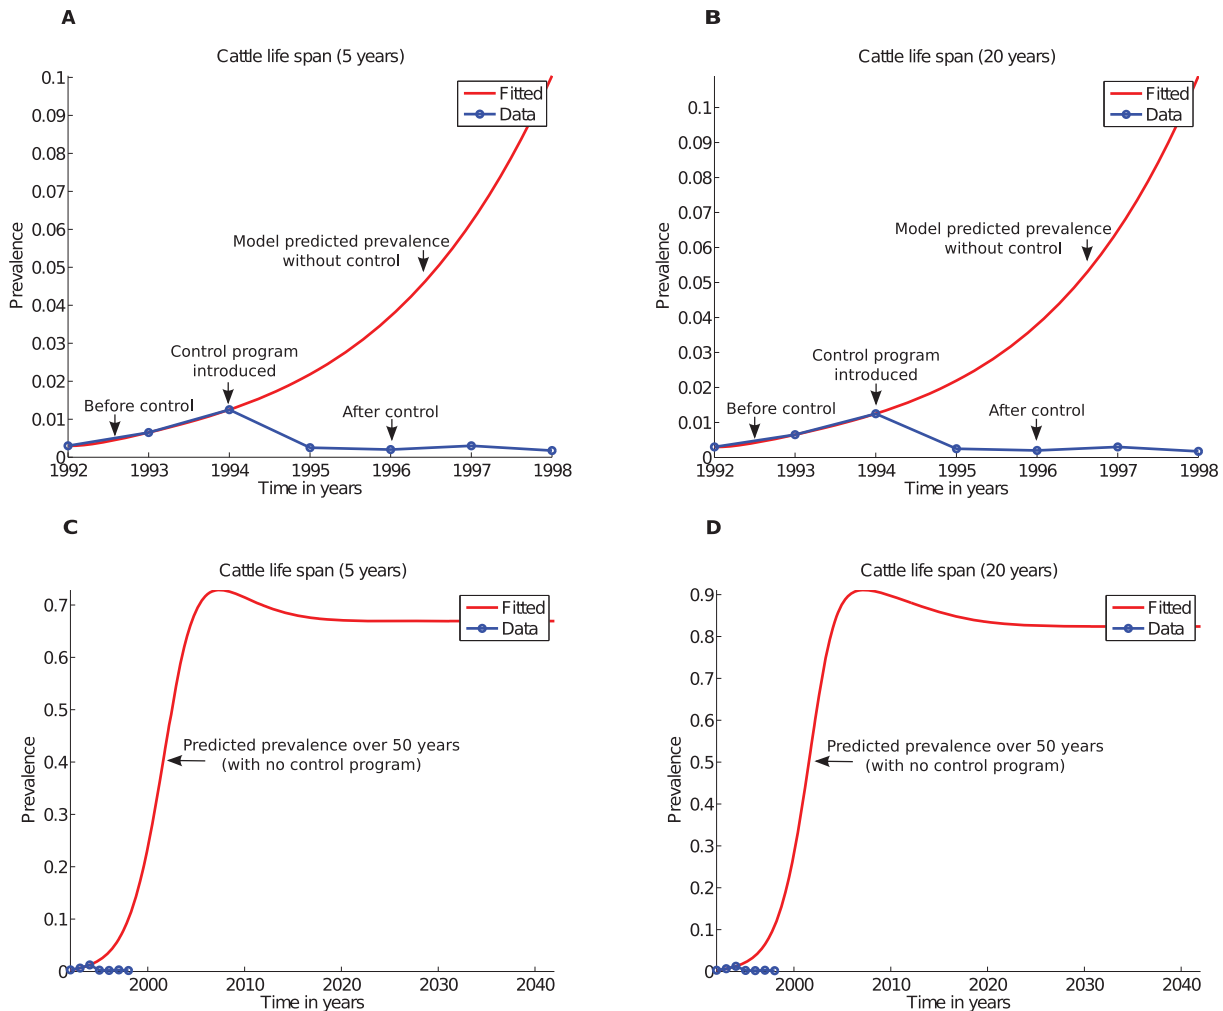 A
Cattle life span (5 years)
0.1
0.09
0.08
0.07
0.06
0.05
0.04
0.03
0.02
0.01
0
Prevalence
Fitted
Data
Model predicted prevalence
without control
Control program
introduced
Before control
After control
1992 1993 1994 1995 1996 1997 1998
Time in years
B
Cattle life span (20 years)
0.1
0.09
0.08
0.07
0.06
0.05
0.04
0.03
0.02
0.01
0
Prevalence
Fitted
Data
Model predicted prevalence
without control
Control program
introduced
Before control
After control
1992 1993 1994 1995 1996 1997 1998
Time in years
C
Cattle life span (5 years)
0.7
0.6
0.5
0.4
0.3
0.2
0.1
0
Prevalence
Fitted
Data
Predicted prevalence over 50 years
(with no control program)
2000 2010 2020 2030 2040
Time in years
D
Cattle life span (20 years)
0.9
0.8
0.7
0.6
0.5
0.4
0.3
0.2
0.1
0
Prevalence
Fitted
Data
Predicted prevalence over 50 years
(with no control program)
2000 2010 2020 2030 2040
Time in years